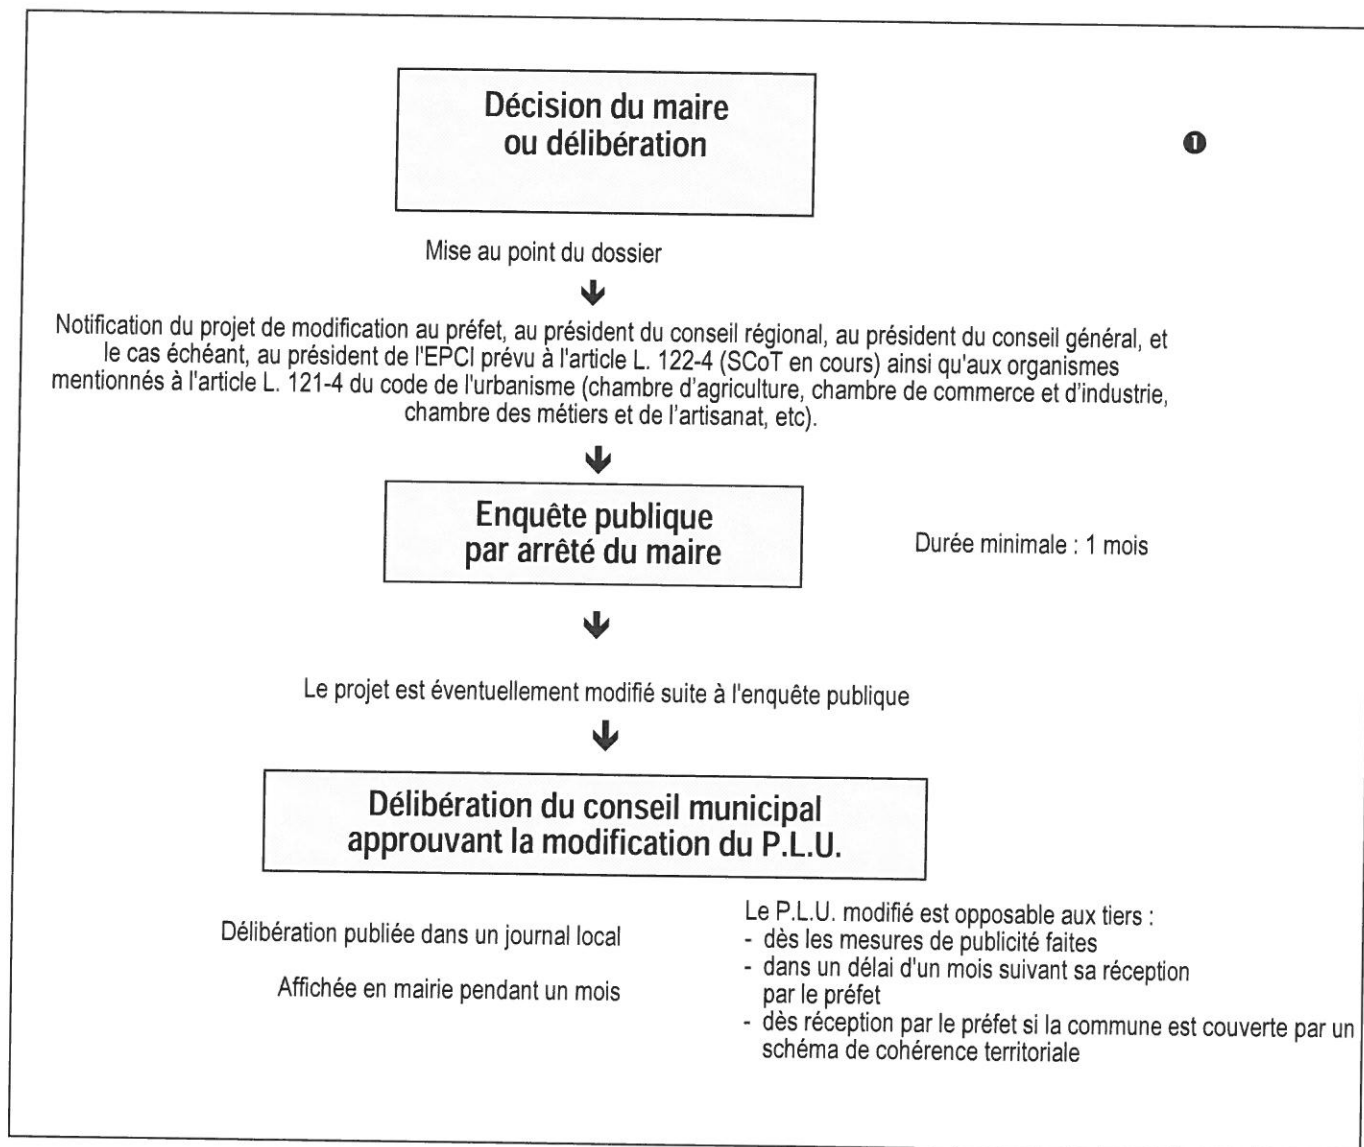 Décision du maire
ou délibération
❶
Mise au point du dossier
Notification du projet de modification au préfet, au président du conseil régional, au président du conseil général, et
le cas échéant, au président de l'EPCI prévu à l'article L. 122-4 (SCoT en cours) ainsi qu'aux organismes
mentionnés à l'article L. 121-4 du code de l'urbanisme (chambre d'agriculture, chambre de commerce et d'industrie,
chambre des métiers et de l'artisanat, etc).
Enquête publique
par arrêté du maire
Durée minimale : 1 mois
Le projet est éventuellement modifié suite à l'enquête publique
Délibération du conseil municipal
approuvant la modification du P.L.U.
Délibération publiée dans un journal local
Affichée en mairie pendant un mois
Le P.L.U. modifié est opposable aux tiers :
- dès les mesures de publicité faites
- dans un délai d'un mois suivant sa réception
par le préfet
- dès réception par le préfet si la commune est couverte par un
schéma de cohérence territoriale